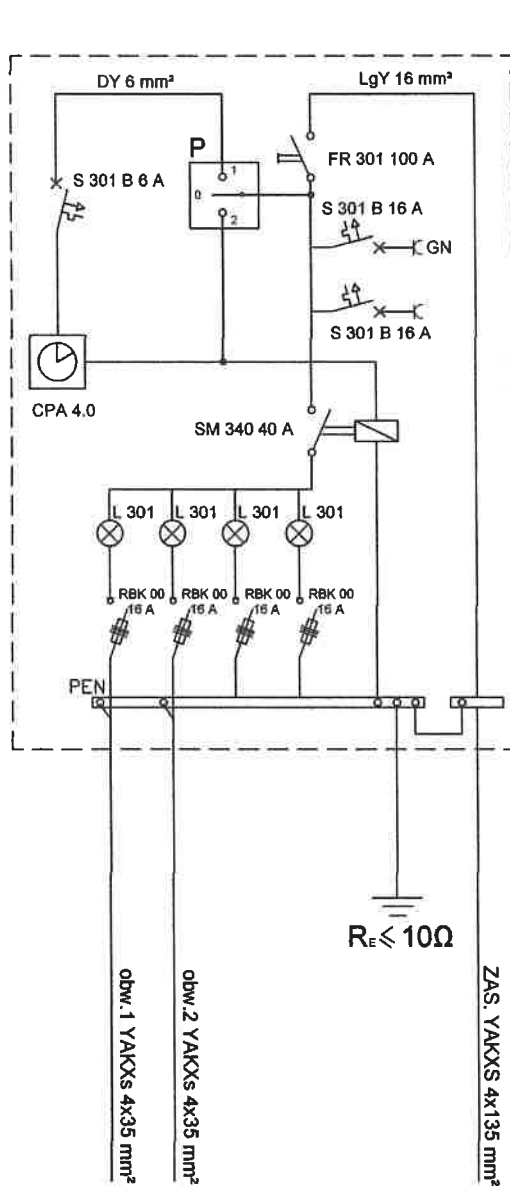 DY 6 mm²
LgY 16 mm²
P
FR 301 100 A
S 301 B 6 A
1
0
2
S 301 B 16 A
GN
S 301 B 16 A
CPA 4.0
SM 340 40 A
L 301
L 301
L 301
L 301
RBK 00
16 A
RBK 00
16 A
RBK 00
16 A
RBK 00
16 A
PEN
RE ⩽ 10Ω
obw.1 YAKXs 4x35 mm²
obw.2 YAKXs 4x35 mm²
ZAS. YAKXS 4x135 mm²